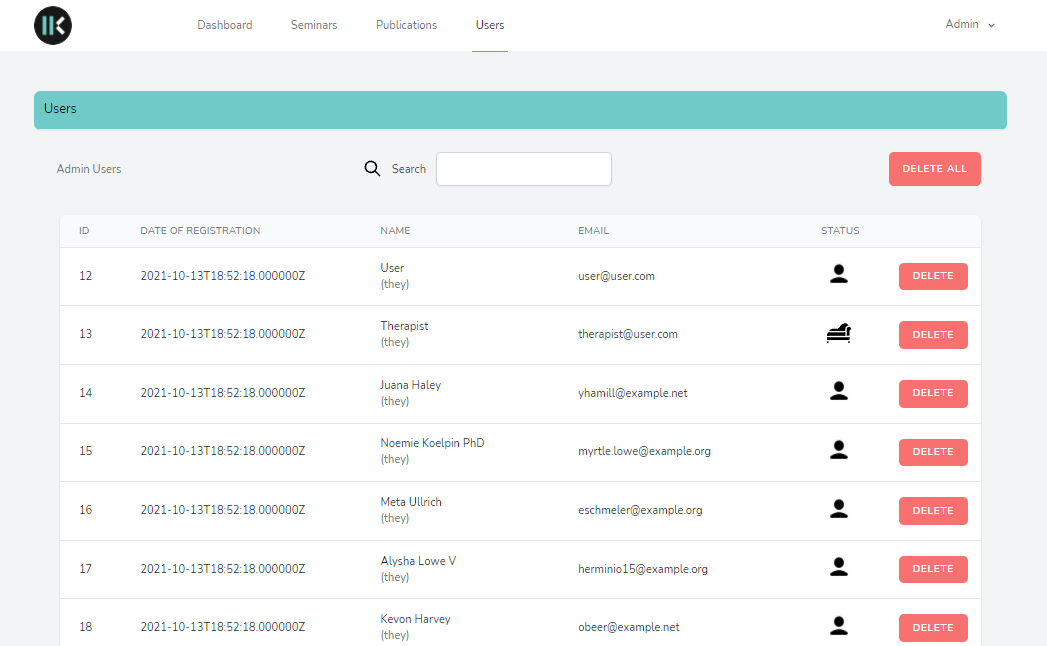 Dashboard Seminars Publications Users Admin
Users
Admin Users Search DELETE ALL
ID DATE OF REGISTRATION NAME EMAIL STATUS
12 2021-10-13T18:52:18.000000Z User user@user.com DELETE
(they)
13 2021-10-13T18:52:18.000000Z Therapist therapist@user.com DELETE
(they)
14 2021-10-13T18:52:18.000000Z Juana Haley yhamill@example.net DELETE
(they)
15 2021-10-13T18:52:18.000000Z Noemie Koelpin PhD myrtle.lowe@example.org DELETE
(they)
16 2021-10-13T18:52:18.000000Z Meta Ullrich eschmeler@example.org DELETE
(they)
17 2021-10-13T18:52:18.000000Z Alysha Lowe V herminio15@example.org DELETE
(they)
18 2021-10-13T18:52:18.000000Z Kevon Harvey obeer@example.net DELETE
(they)